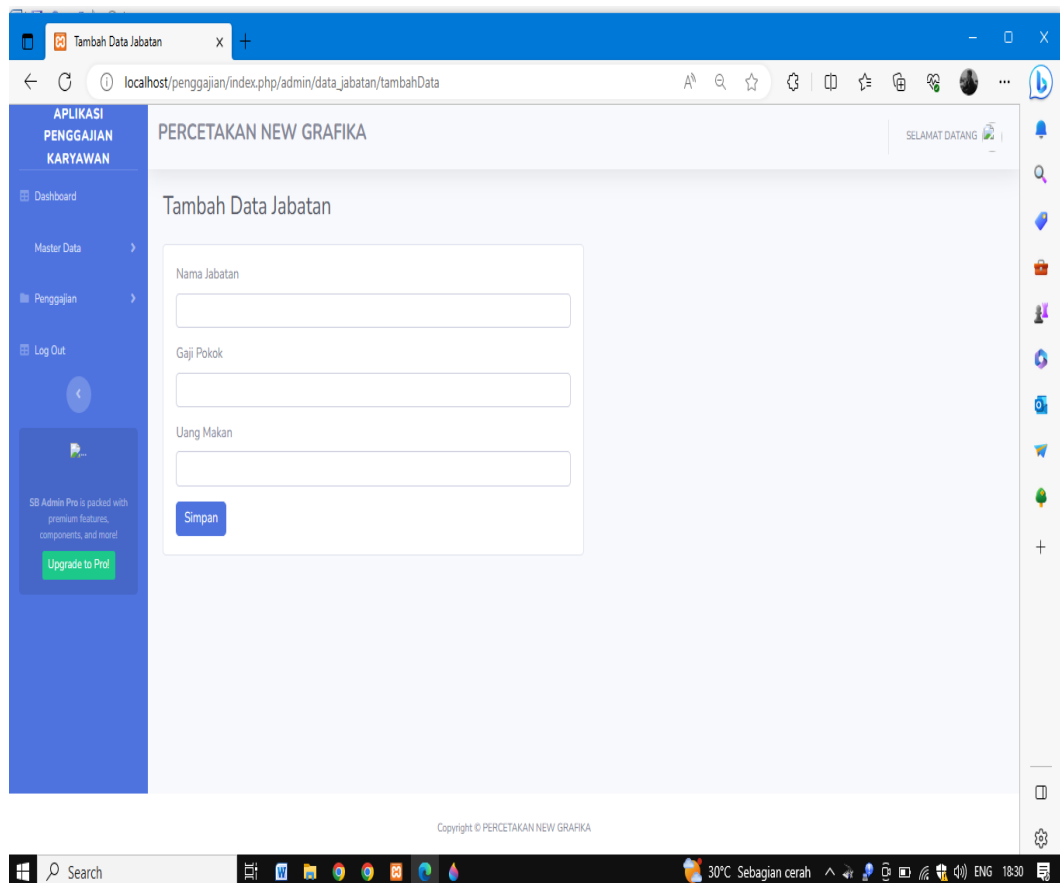 Tambah Data Jabatan
localhost/penggajian/index.php/admin/data_jabatan/tambahData
APLIKASI
PENGGAJIAN
KARYAWAN
PERCETAKAN NEW GRAFIKA
SELAMAT DATANG
Dashboard
Master Data
Penggajian
Log Out
SB Admin Pro is packed with
premium features,
components, and more!
Upgrade to Pro!
Tambah Data Jabatan
Nama Jabatan
Gaji Pokok
Uang Makan
Simpan
Copyright © PERCETAKAN NEW GRAFIKA
Search
30°C Sebagian cerah
ENG
18:30